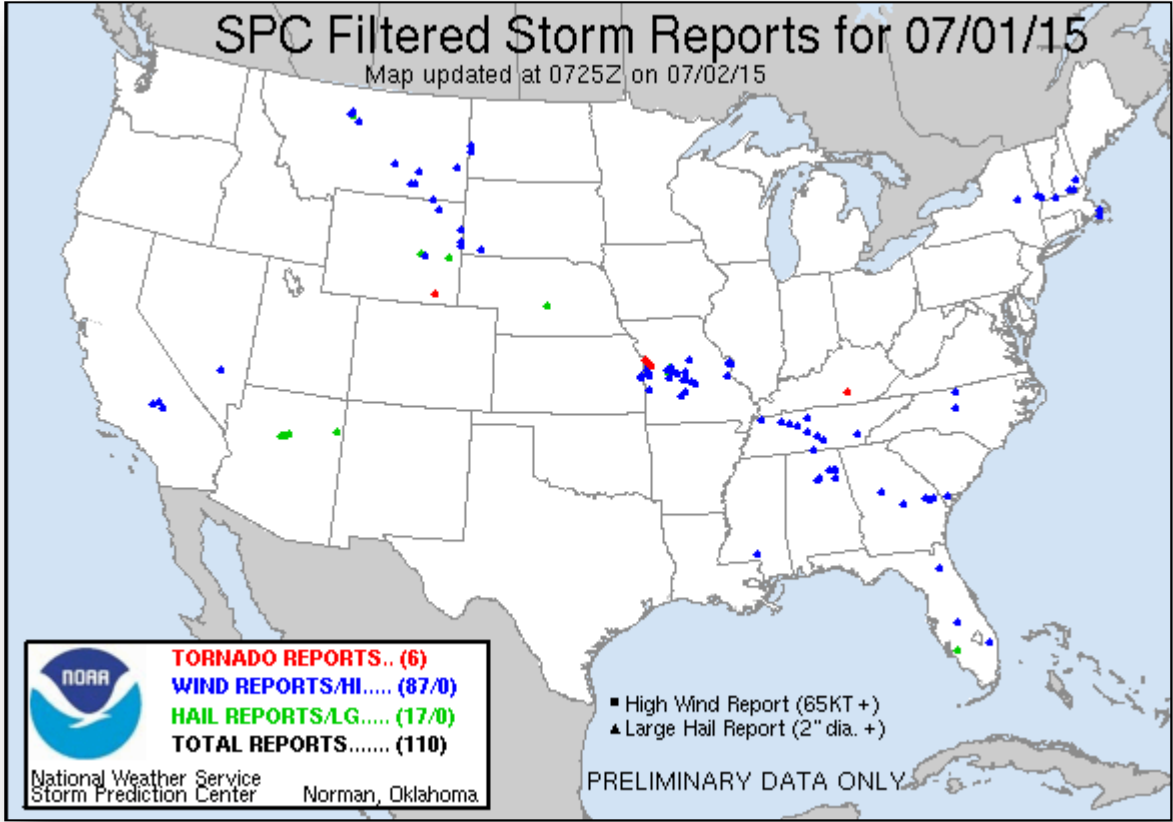 SPC Filtered Storm Reports for 07/01/15
Map updated at 0725Z on 07/02/15
NOAA
TORNADO REPORTS.. (6)
WIND REPORTS/HI..... (87/0)
HAIL REPORTS/LG..... (17/0)
TOTAL REPORTS....... (110)
National Weather Service
Storm Prediction Center
Norman, Oklahoma
High Wind Report (65KT +)
Large Hail Report (2" dia. +)
PRELIMINARY DATA ONLY